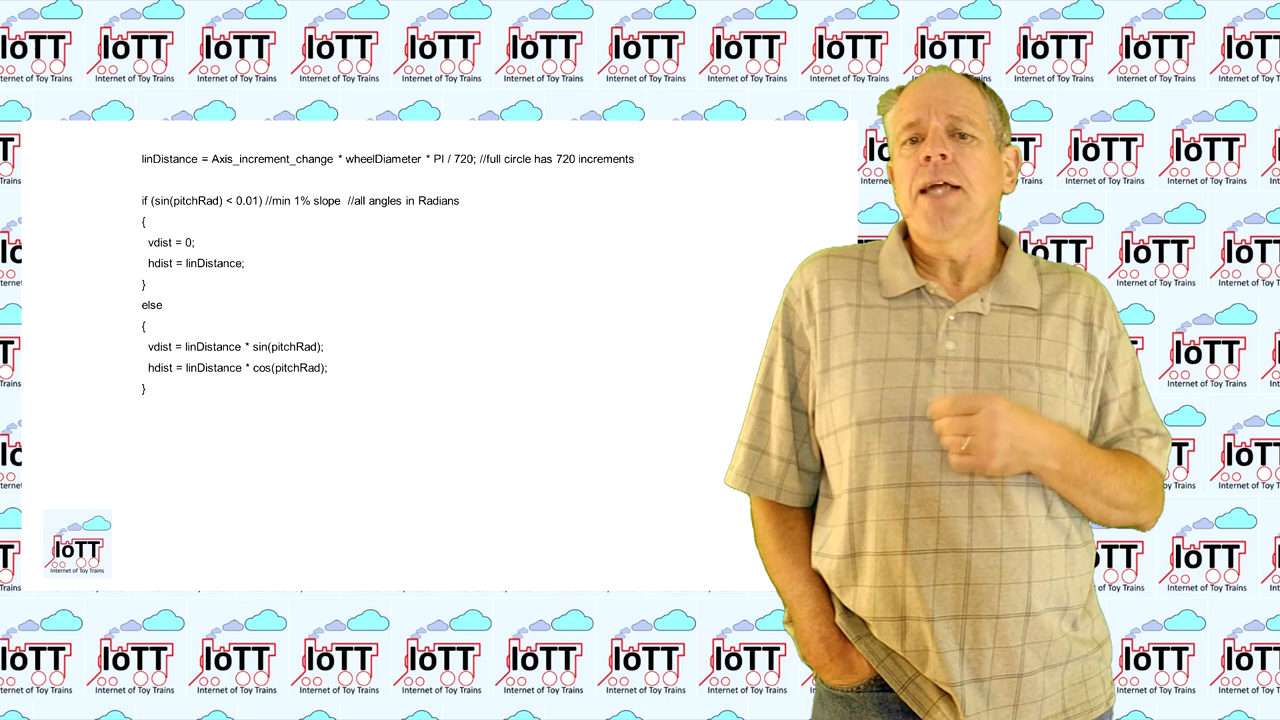 linDistance = Axis_increment_change * wheelDiameter * PI / 720; //full circle has 720 increments
if (sin(pitchRad) < 0.01) //min 1% slope  //all angles in Radians
{
vdist = 0;
hdist = linDistance;
}
else
{
vdist = linDistance * sin(pitchRad);
hdist = linDistance * cos(pitchRad);
}
IoTT
Internet of Toy Trains